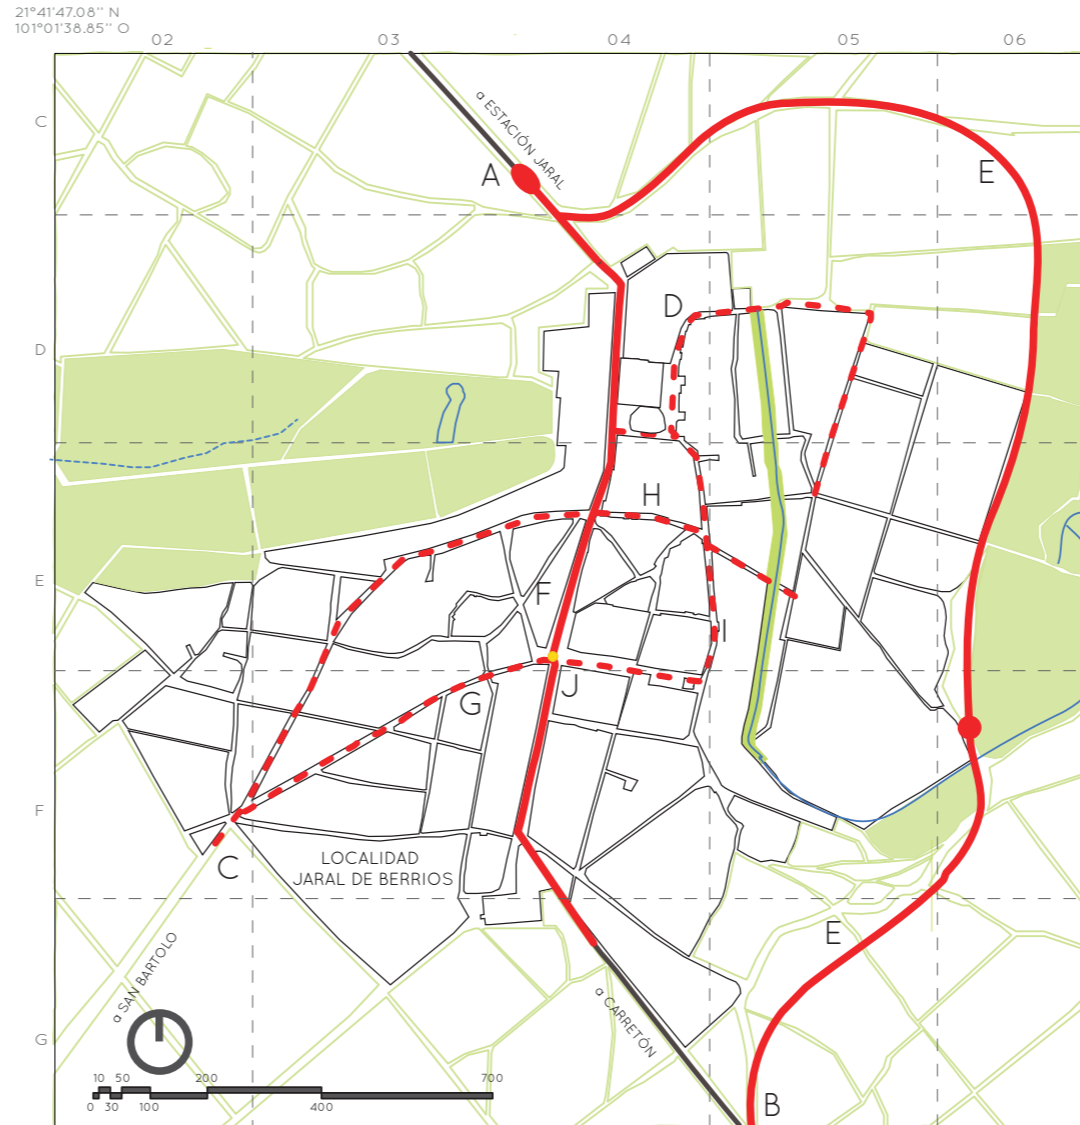 21°41'47.08'' N
101°01'38.85'' O
02 03 04 05 06
C
a ESTACIÓN JARAL
A
E
D
D
H
E
F
I
J
G
F
LOCALIDAD
JARAL DE BERRIOS
C
E
a SAN BARTOLO
a CARRETÓN
G
10 50 200 700
0 30 100 400
B